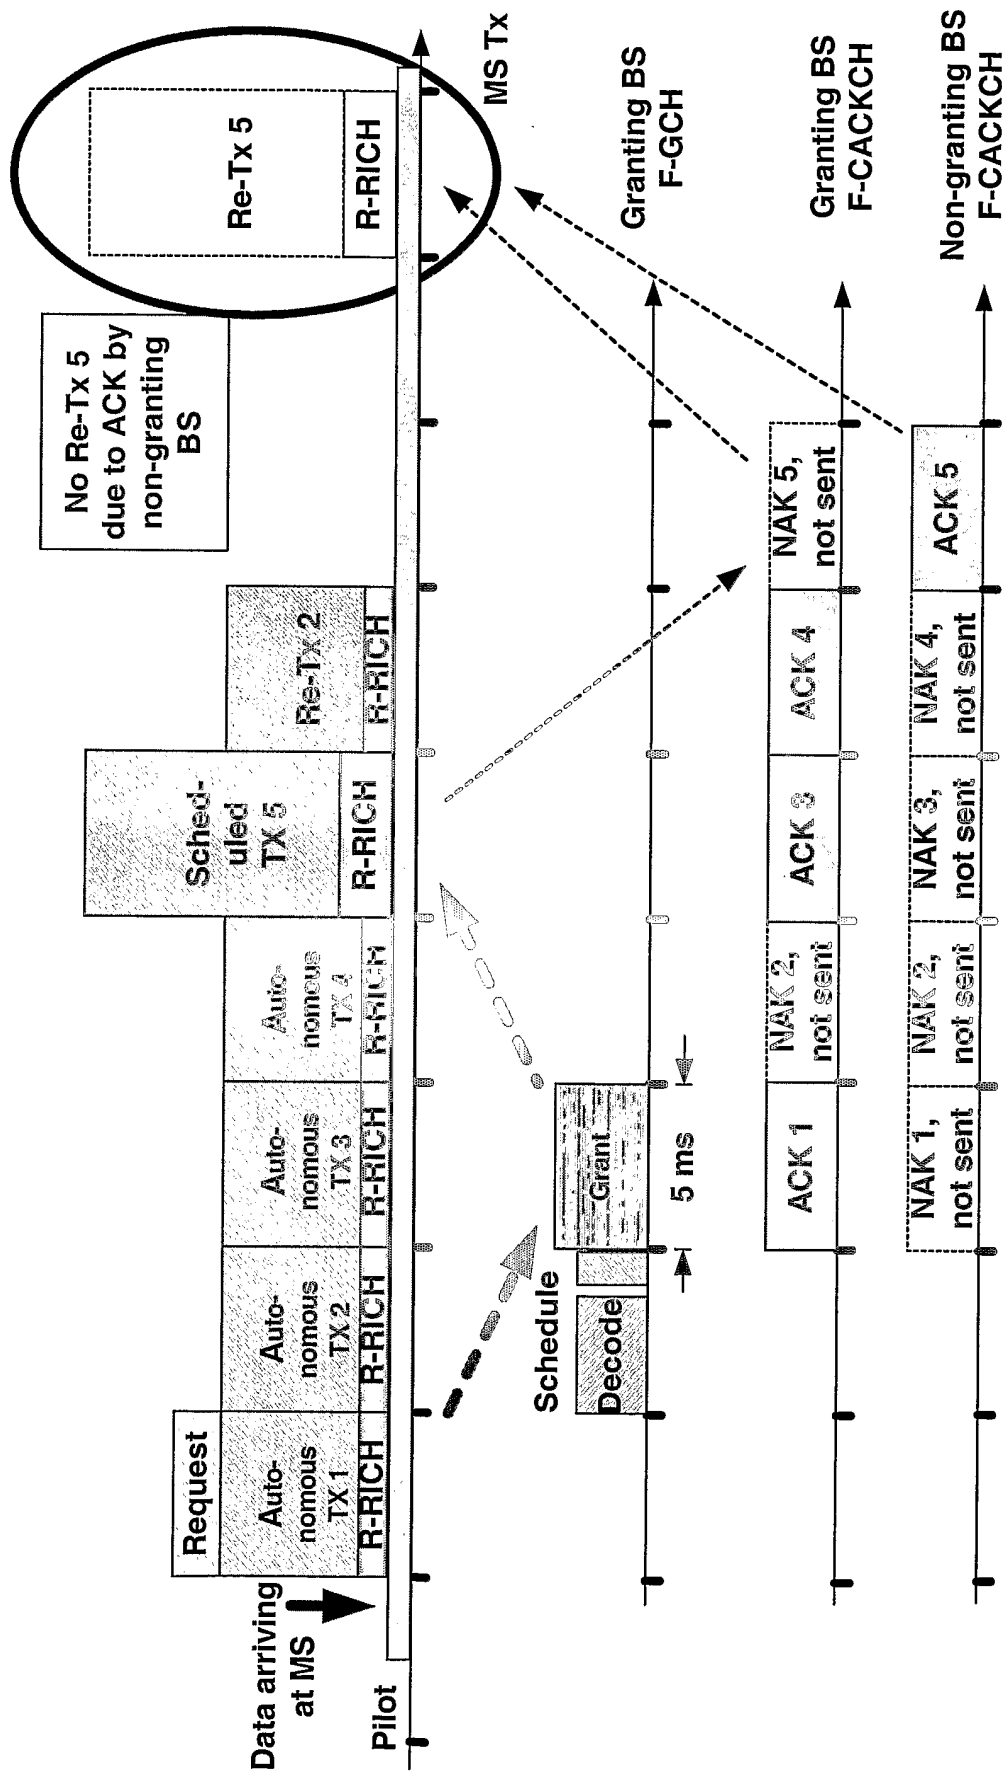 Data arriving
at MS
Pilot
Request
Auto-
nomous
TX 1
R-RICH
Auto-
nomous
TX 2
R-RICH
Auto-
nomous
TX 3
R-RICH
Auto-
nomous
TX 4
R-RICH
Sched-
uled
TX 5
R-RICH
Re-Tx 2
R-RICH
No Re-Tx 5
due to ACK by
non-granting
BS
Re-Tx 5
R-RICH
MS Tx
Schedule
Decode
Grant
5 ms
Granting BS
F-GCH
ACK 1
NAK 2,
not sent
ACK 3
ACK 4
NAK 5,
not sent
Granting BS
F-CACKCH
NAK 1,
not sent
NAK 2,
not sent
NAK 3,
not sent
NAK 4,
not sent
ACK 5
Non-granting BS
F-CACKCH